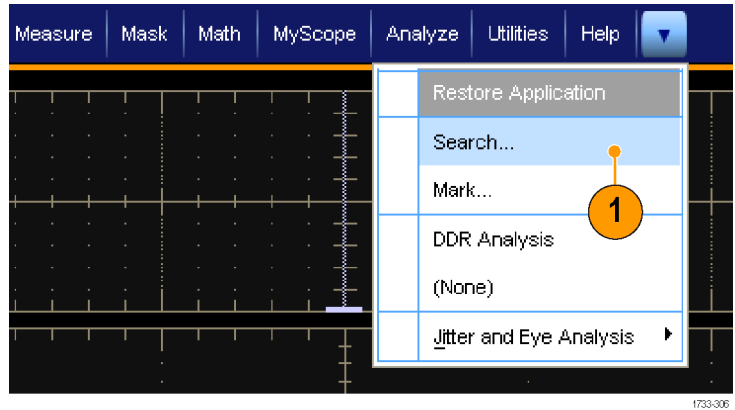 Measure Mask Math MyScope Analyze Utilities Help
Restore Application
Search...
Mark...
1
DDR Analysis
(None)
Jitter and Eye Analysis
1733-306